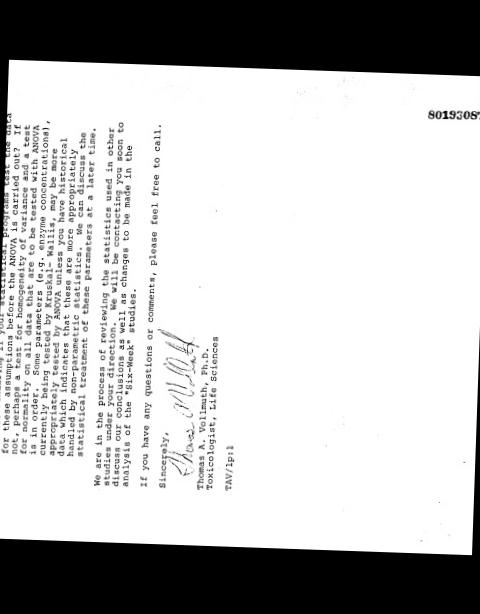 if your statistical programs test the data
for these assumptions before the ANOVA is carried out? If
not, perhaps a test for homogeneity of variance and a test
for normality on all data that are to be tested with ANOVA
is in order. Some parameters (e.g. enzyme concentrations),
currently being tested by Kruskal- Wallis, may be more
appropriately tested by ANOVA unless you have historical
data which indicates that these are more appropriately
handled by non-parametric statistics. We can discuss the
statistical treatment of these parameters at a later time.
We are in the process of reviewing the statistics used in other
studies under your direction. We will be contacting you soon to
discuss our conclusions as well as changes to be made in the
analysis of the "Six-Week" studies.
If you have any questions or comments, please feel free to call.
Sincerely,
Thomas A. Vollmuth, Ph.D.
Toxicologist, Life Sciences
TAV/lp:1
8019308